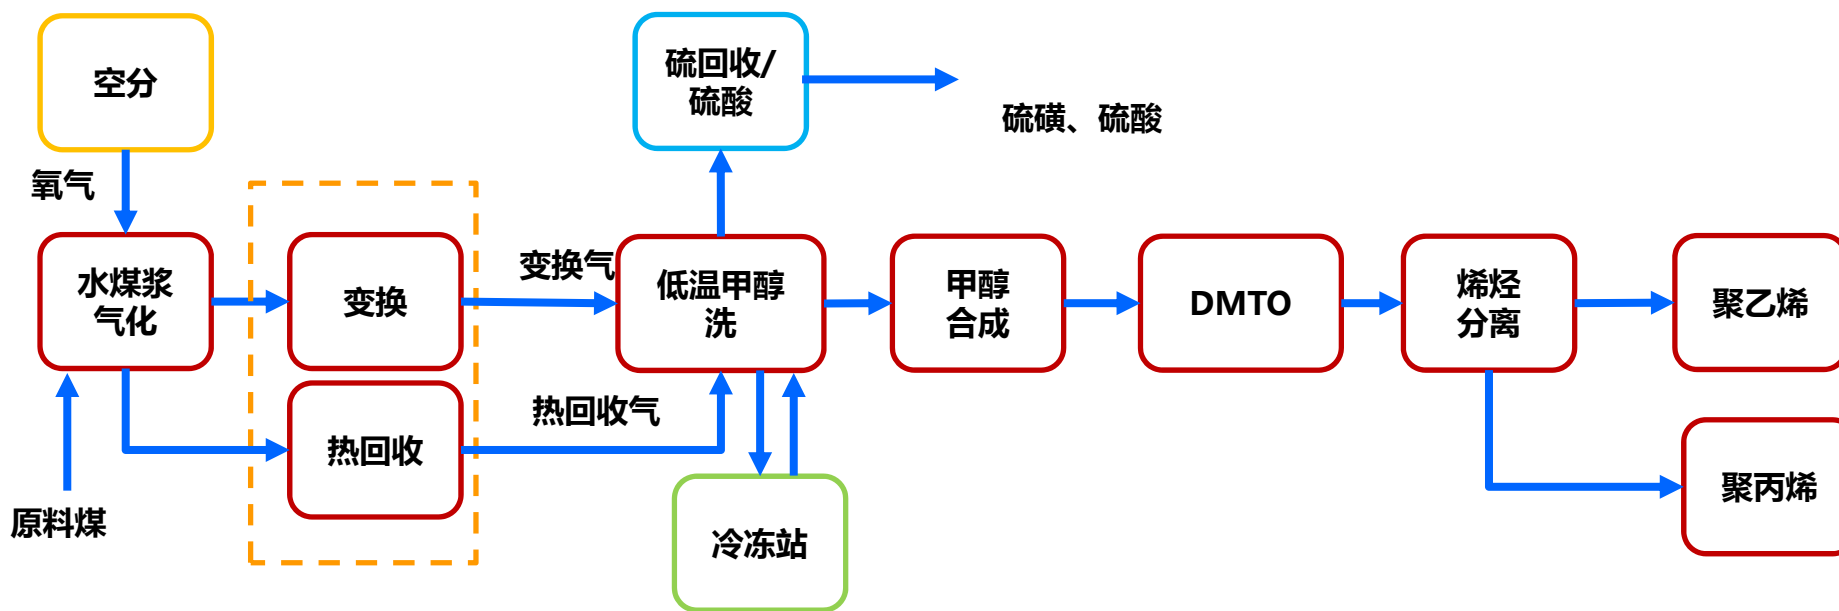 空分
硫回收/
硫酸
硫磺、硫酸
氧气
水煤浆
气化
变换
变换气
低温甲醇
洗
甲醇
合成
DMTO
烯烃
分离
聚乙烯
热回收
热回收气
原料煤
冷冻站
聚丙烯